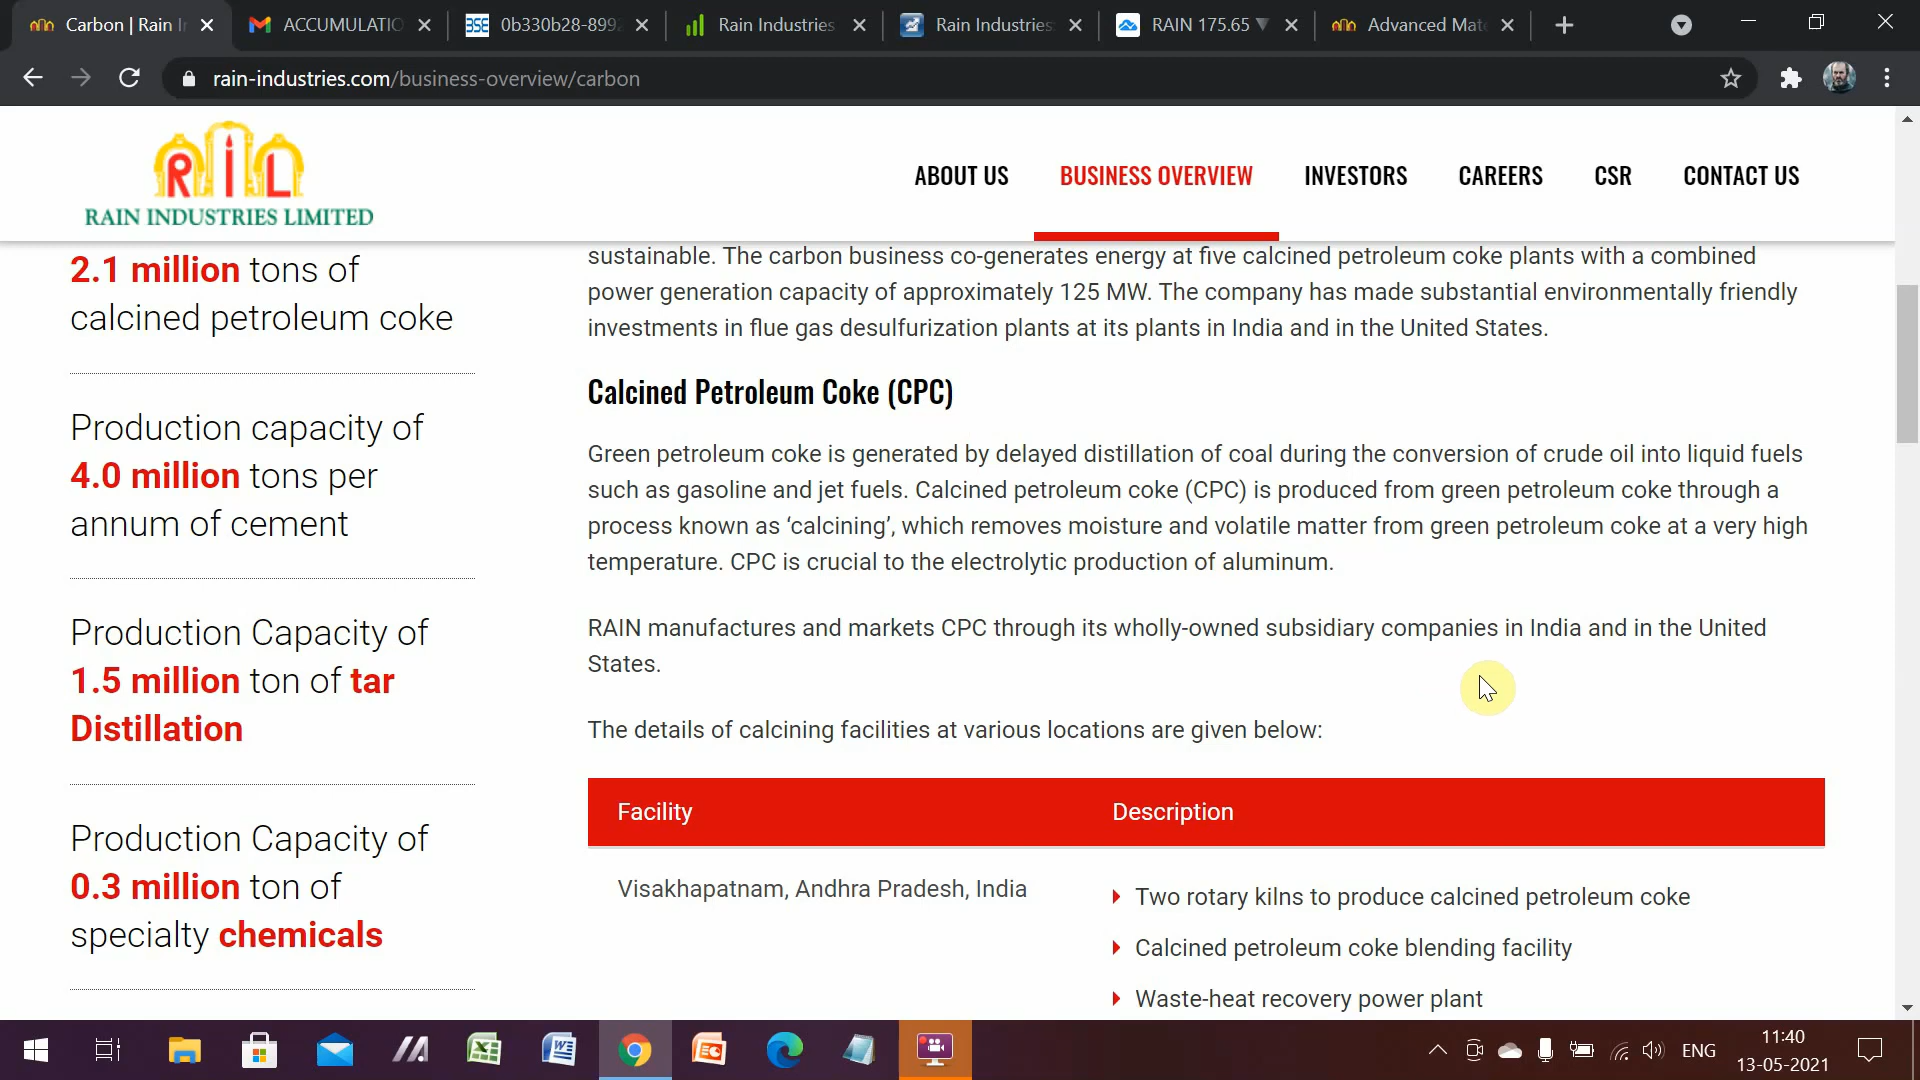 Carbon | Rain I
ACCUMULATIO
BSE 0b330b28-899
Rain Industries
Rain Industries
RAIN 175.65 ▼
Advanced Mat
rain-industries.com/business-overview/carbon
RIL
RAIN INDUSTRIES LIMITED
ABOUT US
BUSINESS OVERVIEW
INVESTORS
CAREERS
CSR
CONTACT US
2.1 million tons of
calcined petroleum coke
Production capacity of
4.0 million tons per
annum of cement
Production Capacity of
1.5 million ton of tar
Distillation
Production Capacity of
0.3 million ton of
specialty chemicals
sustainable. The carbon business co-generates energy at five calcined petroleum coke plants with a combined
power generation capacity of approximately 125 MW. The company has made substantial environmentally friendly
investments in flue gas desulfurization plants at its plants in India and in the United States.
Calcined Petroleum Coke (CPC)
Green petroleum coke is generated by delayed distillation of coal during the conversion of crude oil into liquid fuels
such as gasoline and jet fuels. Calcined petroleum coke (CPC) is produced from green petroleum coke through a
process known as ‘calcining’, which removes moisture and volatile matter from green petroleum coke at a very high
temperature. CPC is crucial to the electrolytic production of aluminum.
RAIN manufactures and markets CPC through its wholly-owned subsidiary companies in India and in the United
States.
The details of calcining facilities at various locations are given below:
Facility
Description
Visakhapatnam, Andhra Pradesh, India
Two rotary kilns to produce calcined petroleum coke
Calcined petroleum coke blending facility
Waste-heat recovery power plant
ENG
11:40
13-05-2021